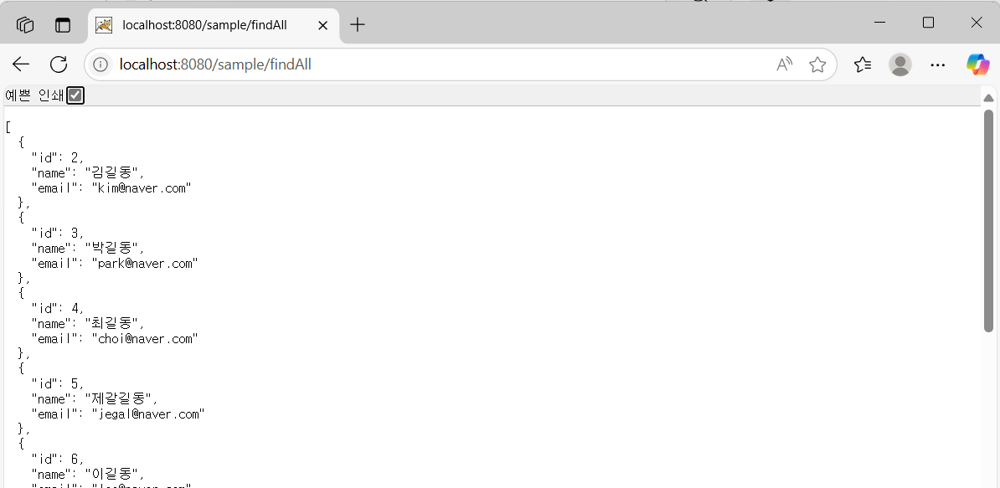 localhost:8080/sample/findAll
localhost:8080/sample/findAll
예쁜 인쇄
[
  {
    "id": 2,
    "name": "김길동",
    "email": "kim@naver.com"
  },
  {
    "id": 3,
    "name": "박길동",
    "email": "park@naver.com"
  },
  {
    "id": 4,
    "name": "최길동",
    "email": "choi@naver.com"
  },
  {
    "id": 5,
    "name": "제갈길동",
    "email": "jegal@naver.com"
  },
  {
    "id": 6,
    "name": "이길동",